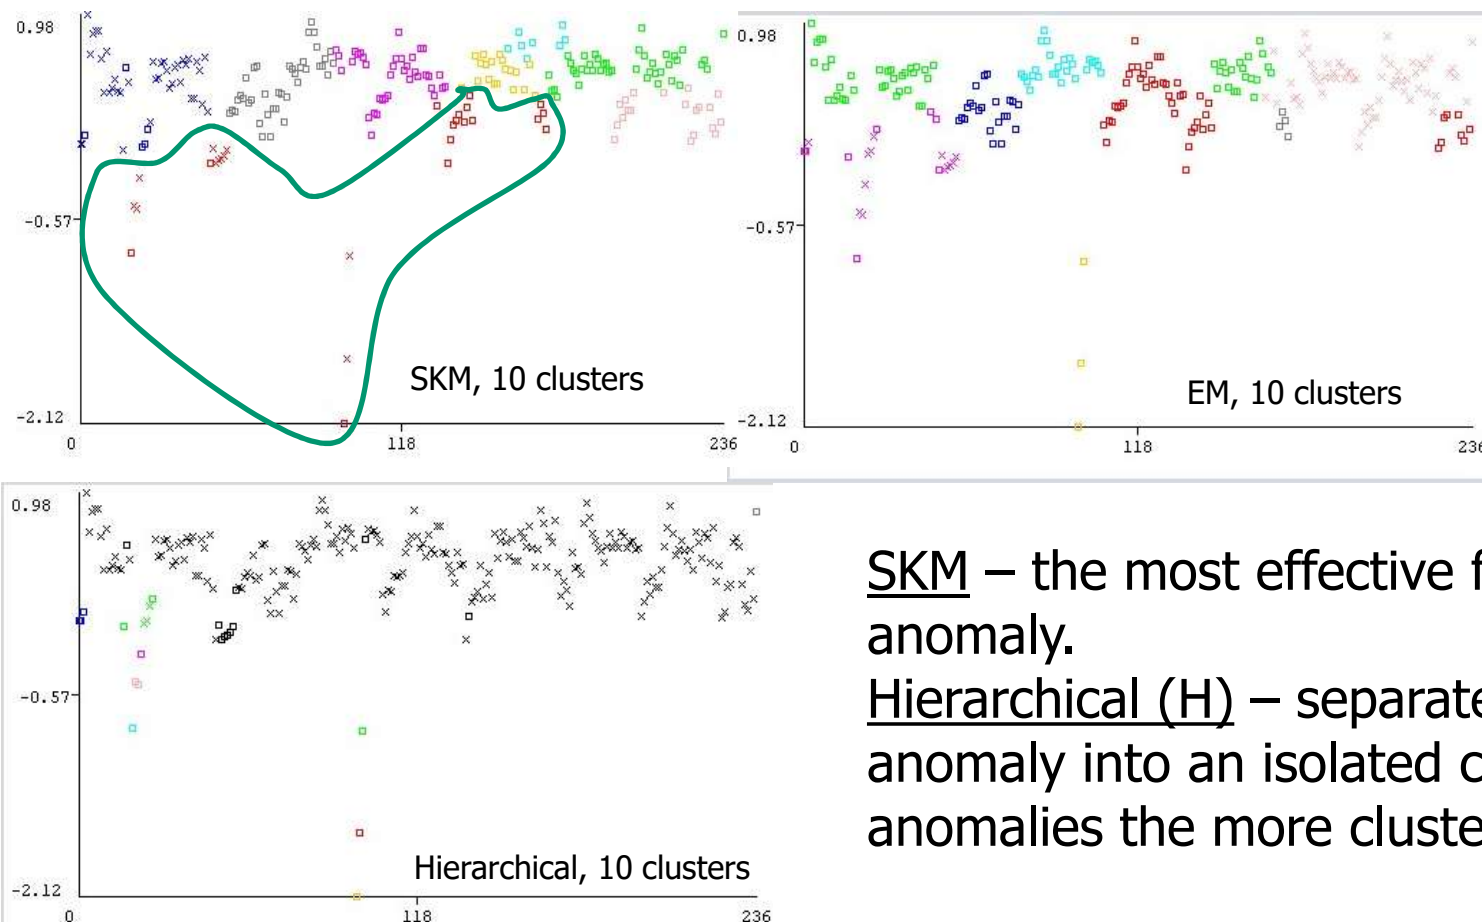 0.98
-0.57
-2.12
0
118
236
SKM, 10 clusters
0.98
-0.57
-2.12
0
118
236
EM, 10 clusters
0.98
-0.57
-2.12
0
118
236
Hierarchical, 10 clusters
SKM – the most effective
anomaly.
Hierarchical (H) –
anomaly into an isolated
anomalies the more